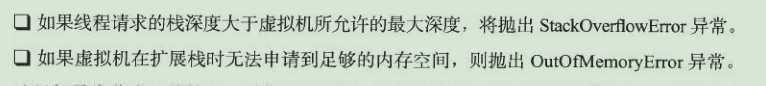 ❑ 如果线程请求的栈深度大于虚拟机所允许的最大深度，将抛出 StackOverflowError 异常。
❑ 如果虚拟机在扩展栈时无法申请到足够的内存空间，则抛出 OutOfMemoryError 异常。